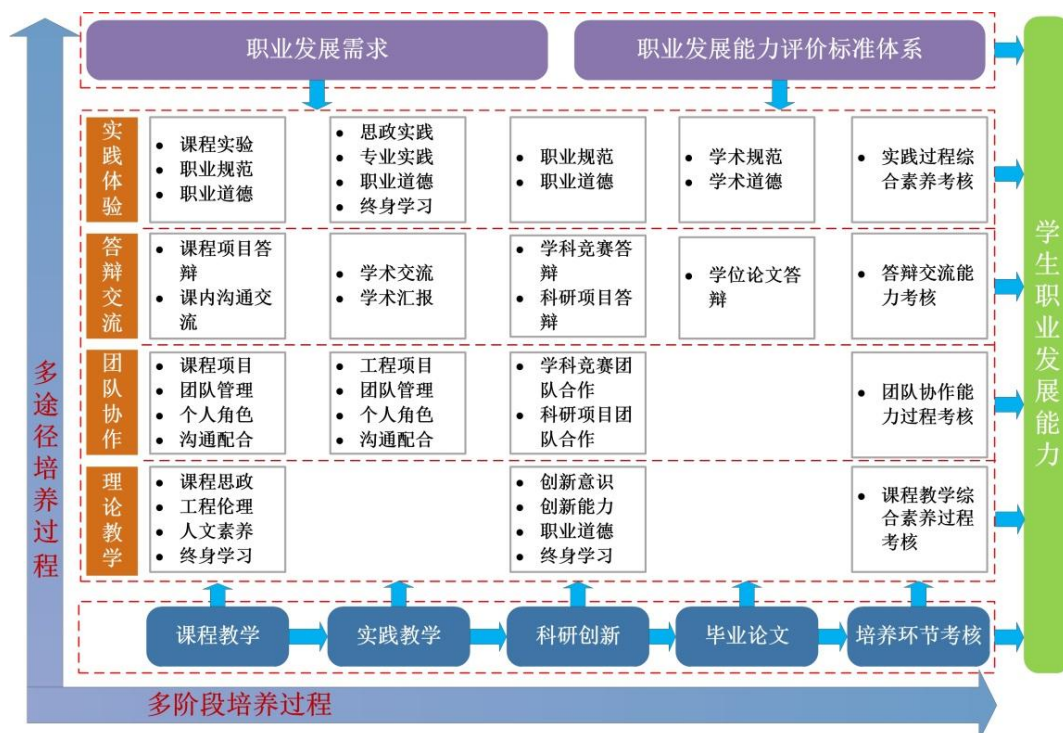 职业发展需求
职业发展能力评价标准体系
实践体验
课程实验
职业规范
职业道德
思政实践
专业实践
职业道德
终身学习
职业规范
职业道德
学术规范
学术道德
实践过程综
合素养考核
答辩交流
课程项目答
辩
课内沟通交
流
学术交流
学术汇报
学科竞赛答
辩
科研项目答
辩
学位论文答
辩
答辩交流能
力考核
团队协作
课程项目
团队管理
个人角色
沟通配合
工程项目
团队管理
个人角色
沟通配合
学科竞赛团
队合作
科研项目团
队合作
团队协作能
力过程考核
理论教学
课程思政
工程伦理
人文素养
终身学习
创新意识
创新能力
职业道德
终身学习
课程教学综
合素养过程
考核
课程教学
实践教学
科研创新
毕业论文
培养环节考核
多途径培养过程
多阶段培养过程
学生职业发展能力